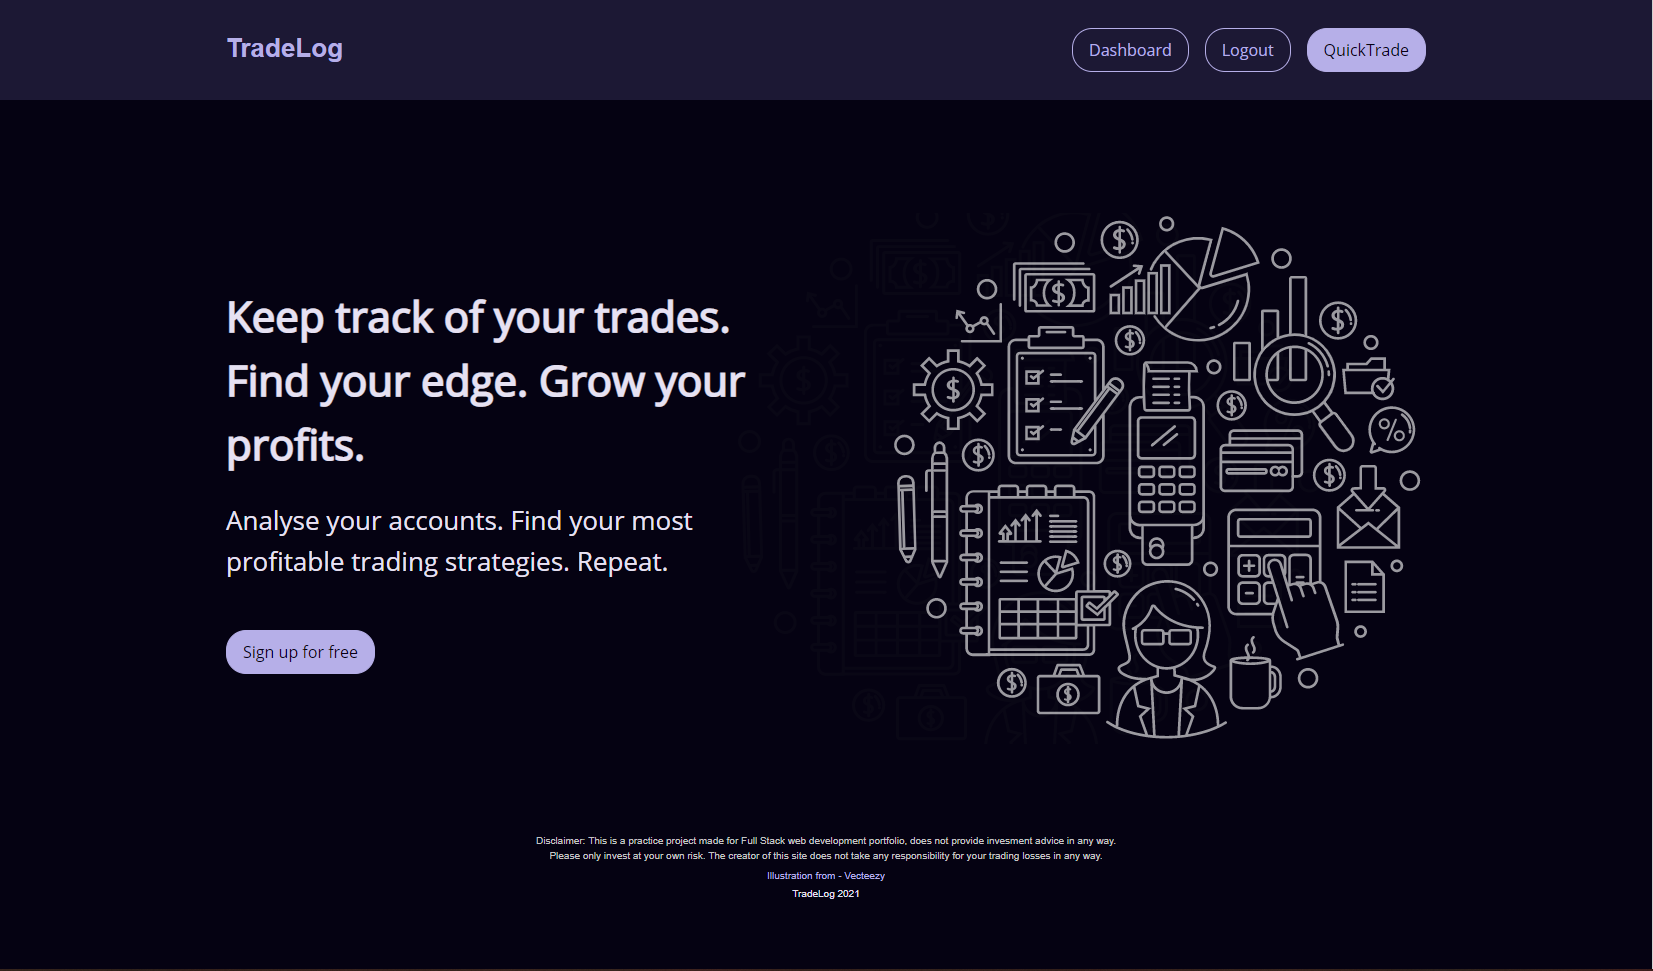 TradeLog
Dashboard
Logout
QuickTrade
Keep track of your trades.
Find your edge. Grow your
profits.
Analyse your accounts. Find your most
profitable trading strategies. Repeat.
Sign up for free
Disclaimer: This is a practice project made for Full Stack web development portfolio, does not provide invesment advice in any way.
Please only invest at your own risk. The creator of this site does not take any responsibility for your trading losses in any way.
Illustration from - Vecteezy
TradeLog 2021